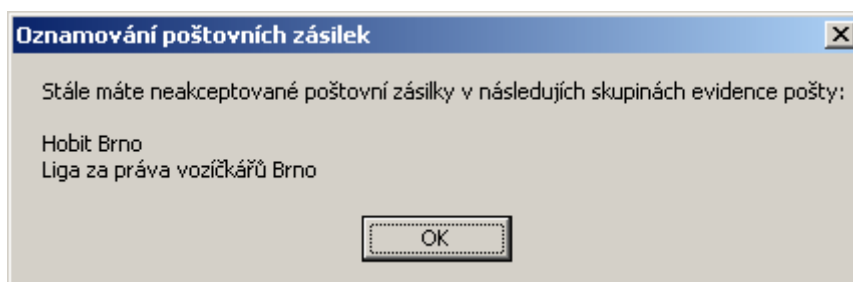 Oznamování poštovních zásilek
Stále máte neakceptované poštovní zásilky v následujích skupinách evidence pošty:
Hobit Brno
Liga za práva vozíčkářů Brno
OK